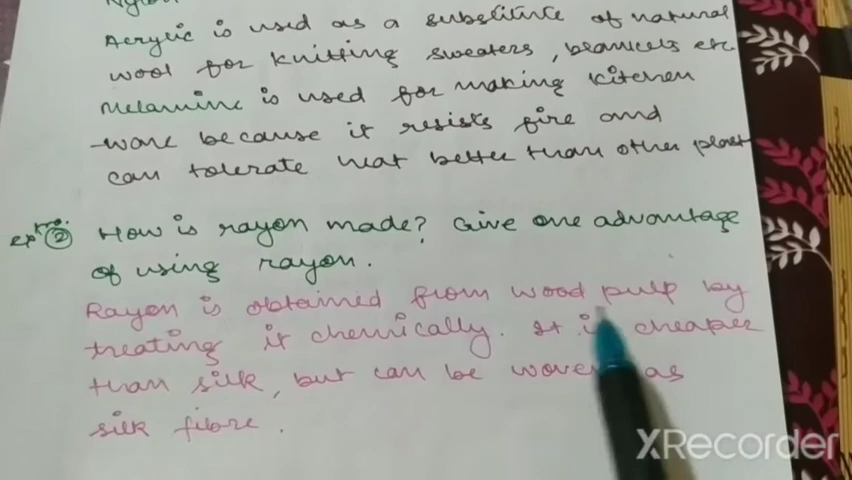 Nylon
Acrylic is used as a substitute of natural
wool for knitting sweaters, blankets etc
Melamine is used for making kitchen
-ware because it resists fire and
can tolerate heat better than other plast
② How is rayon made? Give one advantage
of using rayon.
Rayon is obtained from wood pulp by
treating it chemically. It is cheaper
than silk, but can be woven as
silk fibre.
XRecorder